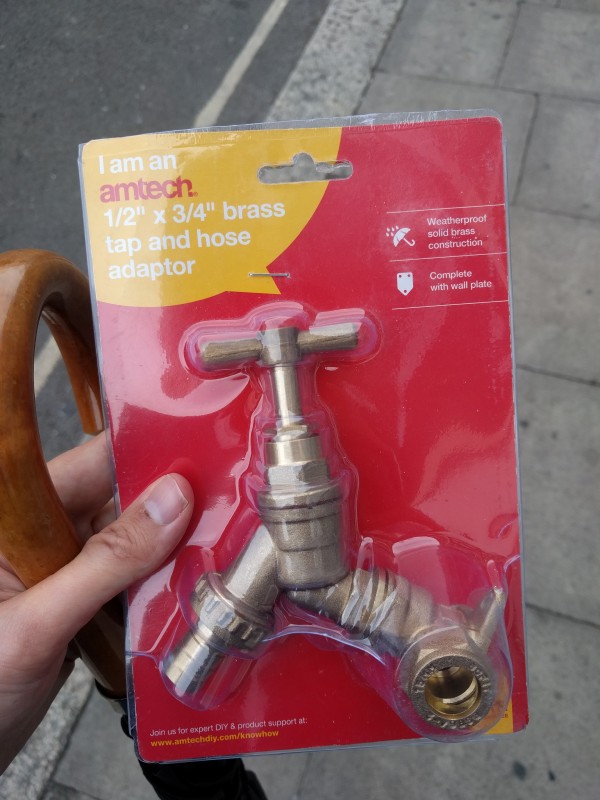 I am an
amtech®
1/2" x 3/4" brass
tap and hose
adaptor
Weatherproof
solid brass
construction
Complete
with wall plate
Join us for expert DIY & product support at:
www.amtechdiy.com/knowhow